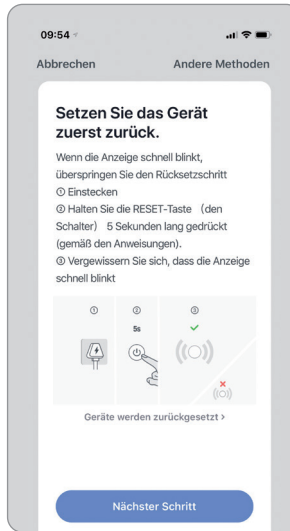 09:54
Abbrechen
Andere Methoden
Setzen Sie das Gerät
zuerst zurück.
Wenn die Anzeige schnell blinkt,
überspringen Sie den Rücksetzschritt
① Einstecken
② Halten Sie die RESET-Taste (den
Schalter) 5 Sekunden lang gedrückt
(gemäß den Anweisungen).
③ Vergewissern Sie sich, dass die Anzeige
schnell blinkt
① ② ③
5s
Geräte werden zurückgesetzt >
Nächster Schritt